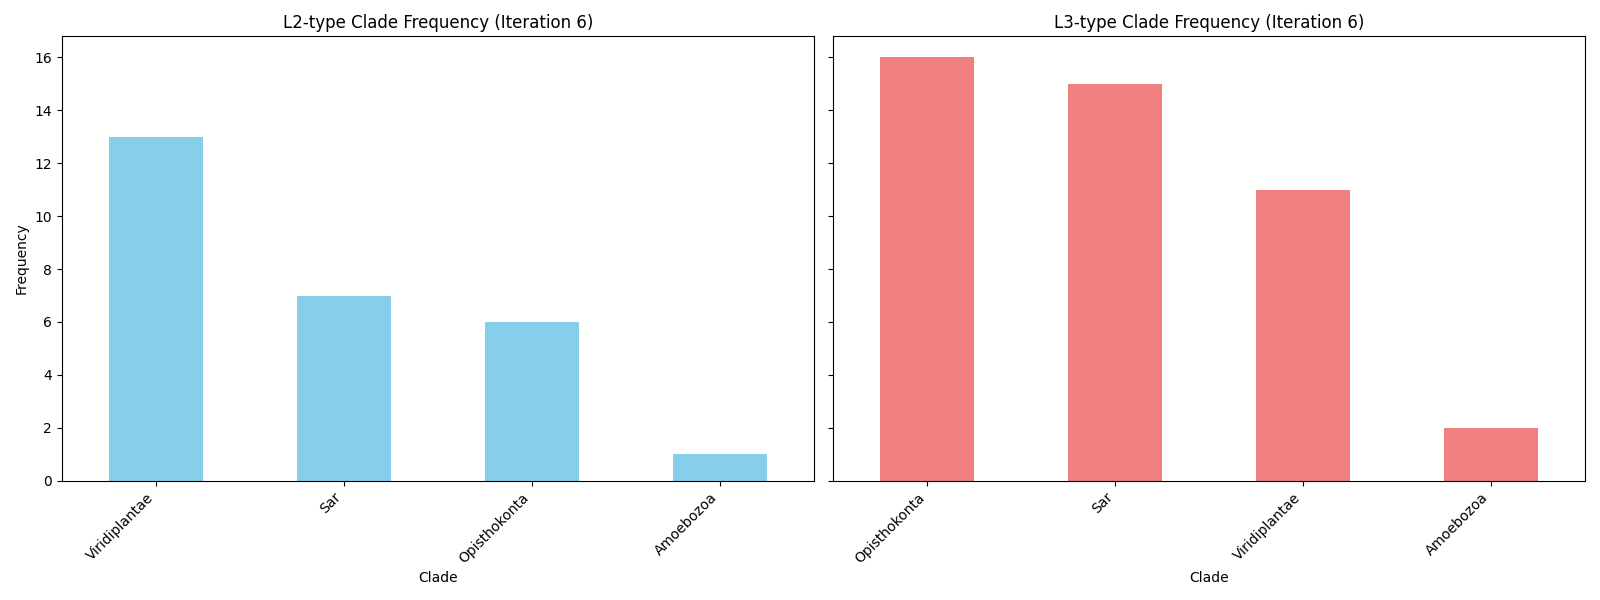 L2-type Clade Frequency (Iteration 6)
Frequency
16
14
12
10
8
6
4
2
0
Viridiplantae
Sar
Opisthokonta
Amoebozoa
Clade
L3-type Clade Frequency (Iteration 6)
Opisthokonta
Sar
Viridiplantae
Amoebozoa
Clade